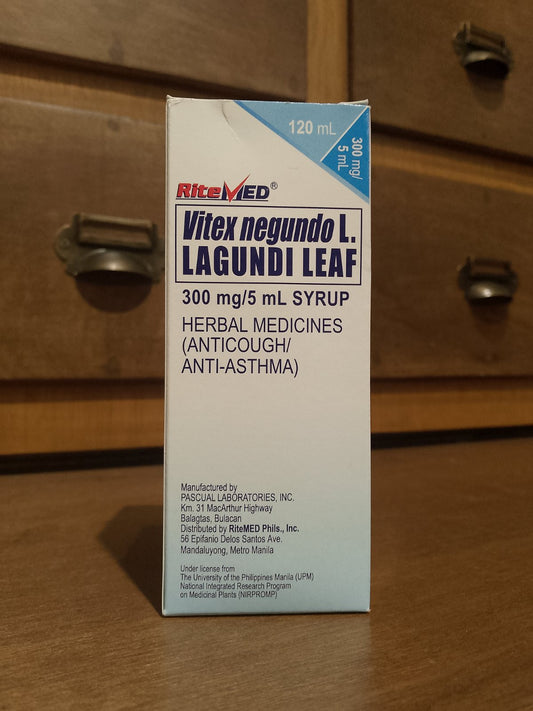 120 mL
300 mg/
5 mL
RiteMED®
Vitex negundo L.
LAGUNDI LEAF
300 mg/5 mL SYRUP
HERBAL MEDICINES
(ANTICOUGH/
ANTI-ASTHMA)
Manufactured by
PASCUAL LABORATORIES, INC.
Km. 31 MacArthur Highway
Balagtas, Bulacan
Distributed by RiteMED Phils., Inc.
56 Epifanio Delos Santos Ave.
Mandaluyong, Metro Manila
Under license from
The University of the Philippines Manila (UPM)
National Integrated Research Program
on Medicinal Plants (NIRPROMP)